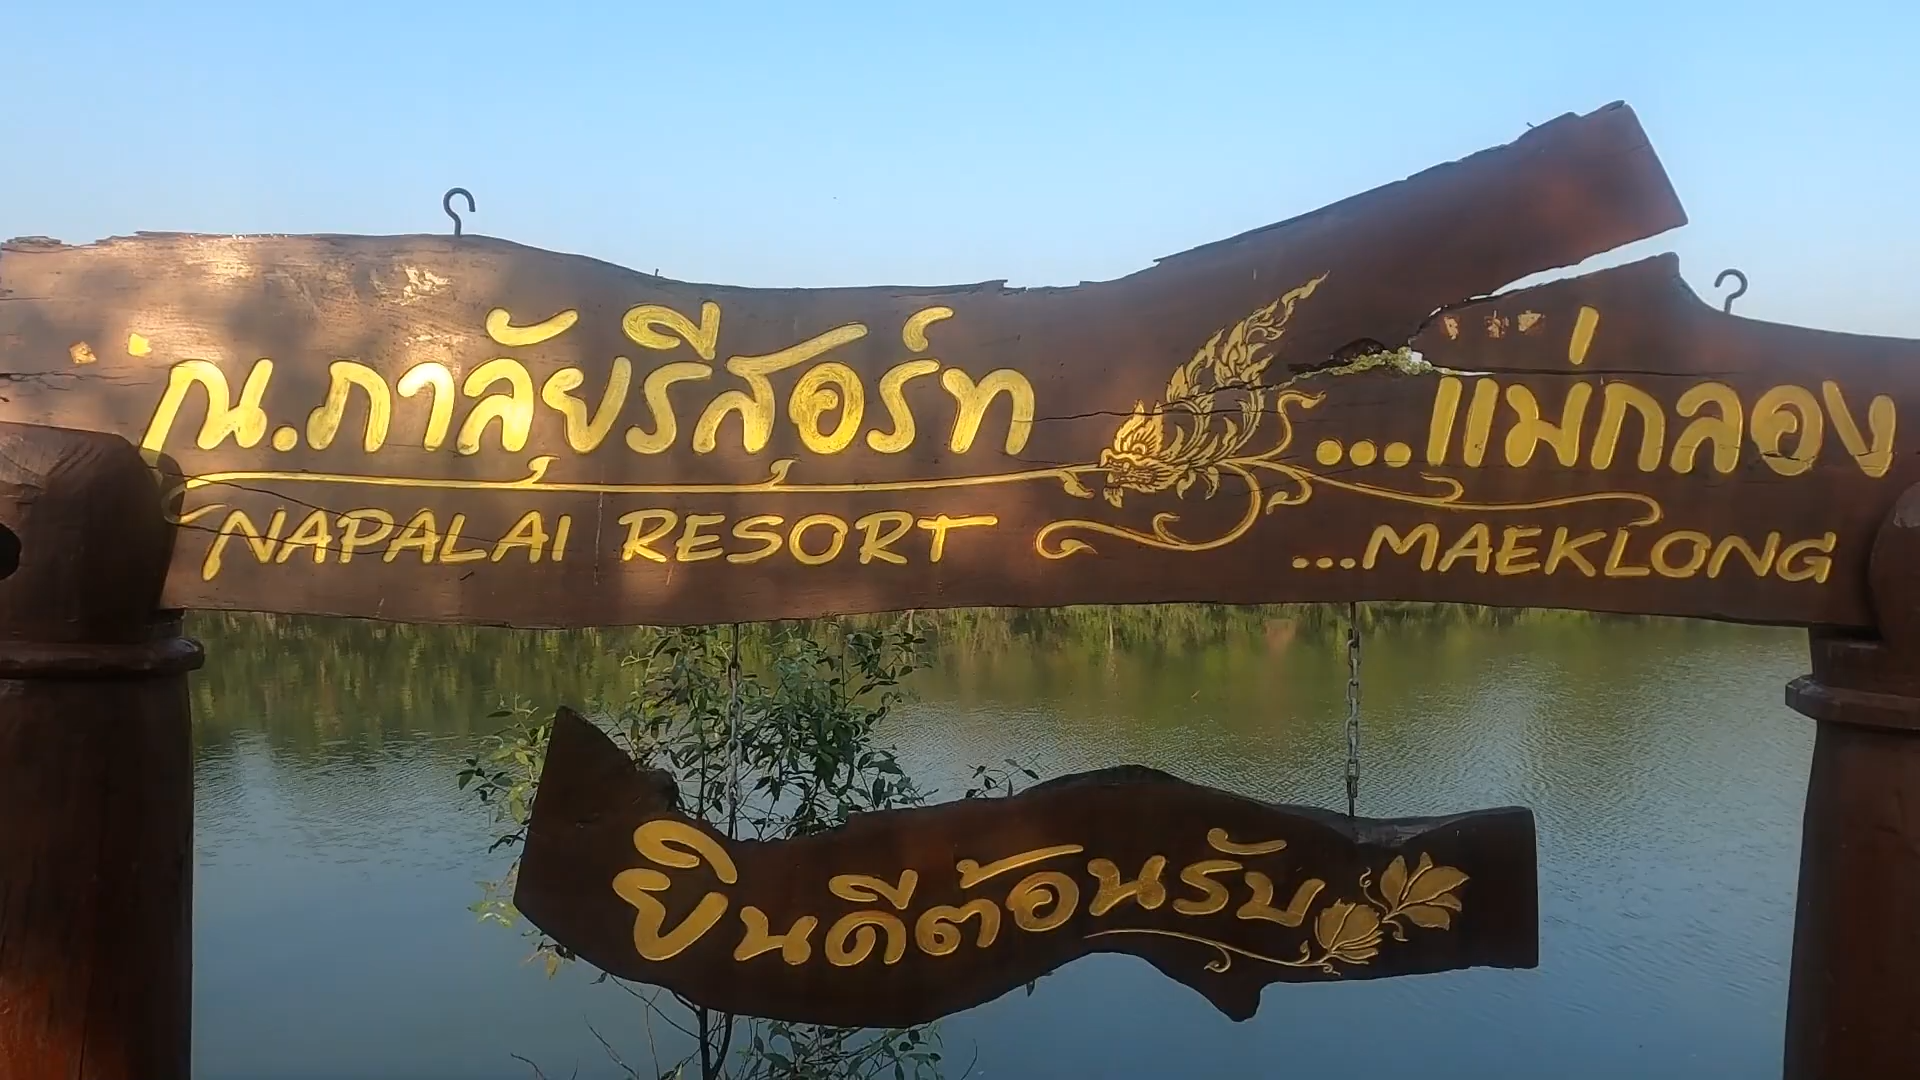 ณ.ภาลัยรีสอร์ท ...แม่กลอง
NAPALAI RESORT ...MAEKLONG
ยินดีต้อนรับ